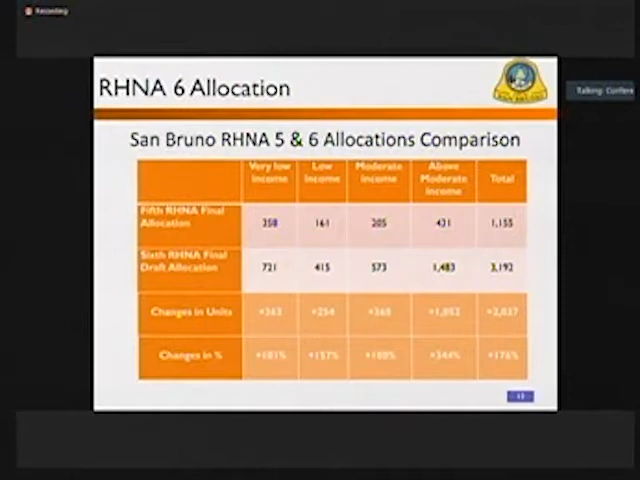 Recording
RHNA 6 Allocation
SAN BRUNO
Talking: Confere
San Bruno RHNA 5 & 6 Allocations Comparison
Very low Income Low Income Moderate Income Above Moderate Income Total
Fifth RHNA Final Allocation 358 161 205 431 1,155
Sixth RHNA Final Draft Allocation 721 415 573 1,483 3,192
Changes in Units +363 +254 +368 +1,052 +2,037
Changes in % +101% +157% +180% +244% +176%